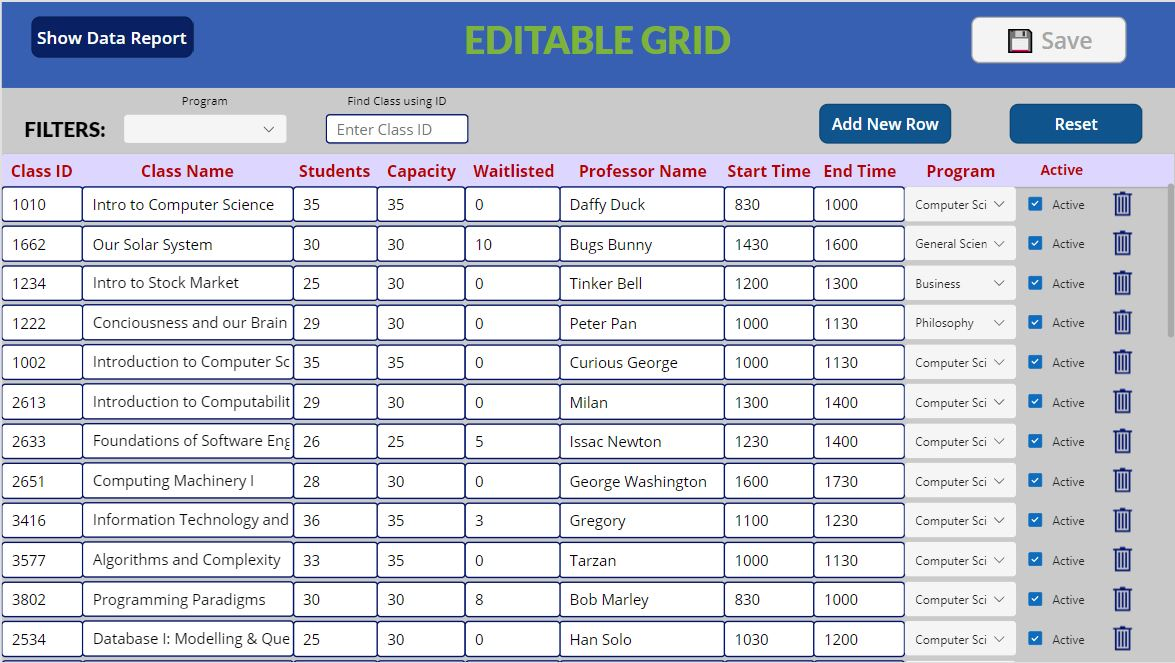 Show Data Report
EDITABLE GRID
Save
Program
Find Class using ID
FILTERS:
Enter Class ID
Add New Row
Reset
Class ID Class Name Students Capacity Waitlisted Professor Name Start Time End Time Program Active
1010 Intro to Computer Science 35 35 0 Daffy Duck 830 1000 Computer Sci Active
1662 Our Solar System 30 30 10 Bugs Bunny 1430 1600 General Scien Active
1234 Intro to Stock Market 25 30 0 Tinker Bell 1200 1300 Business Active
1222 Conciousness and our Brain 29 30 0 Peter Pan 1000 1130 Philosophy Active
1002 Introduction to Computer Sc 35 35 0 Curious George 1000 1130 Computer Sci Active
2613 Introduction to Computabilit 29 30 0 Milan 1300 1400 Computer Sci Active
2633 Foundations of Software Eng 26 25 5 Issac Newton 1230 1400 Computer Sci Active
2651 Computing Machinery I 28 30 0 George Washington 1600 1730 Computer Sci Active
3416 Information Technology and 36 35 3 Gregory 1100 1230 Computer Sci Active
3577 Algorithms and Complexity 33 35 0 Tarzan 1000 1130 Computer Sci Active
3802 Programming Paradigms 30 30 8 Bob Marley 830 1000 Computer Sci Active
2534 Database I: Modelling & Que 25 30 0 Han Solo 1030 1200 Computer Sci Active